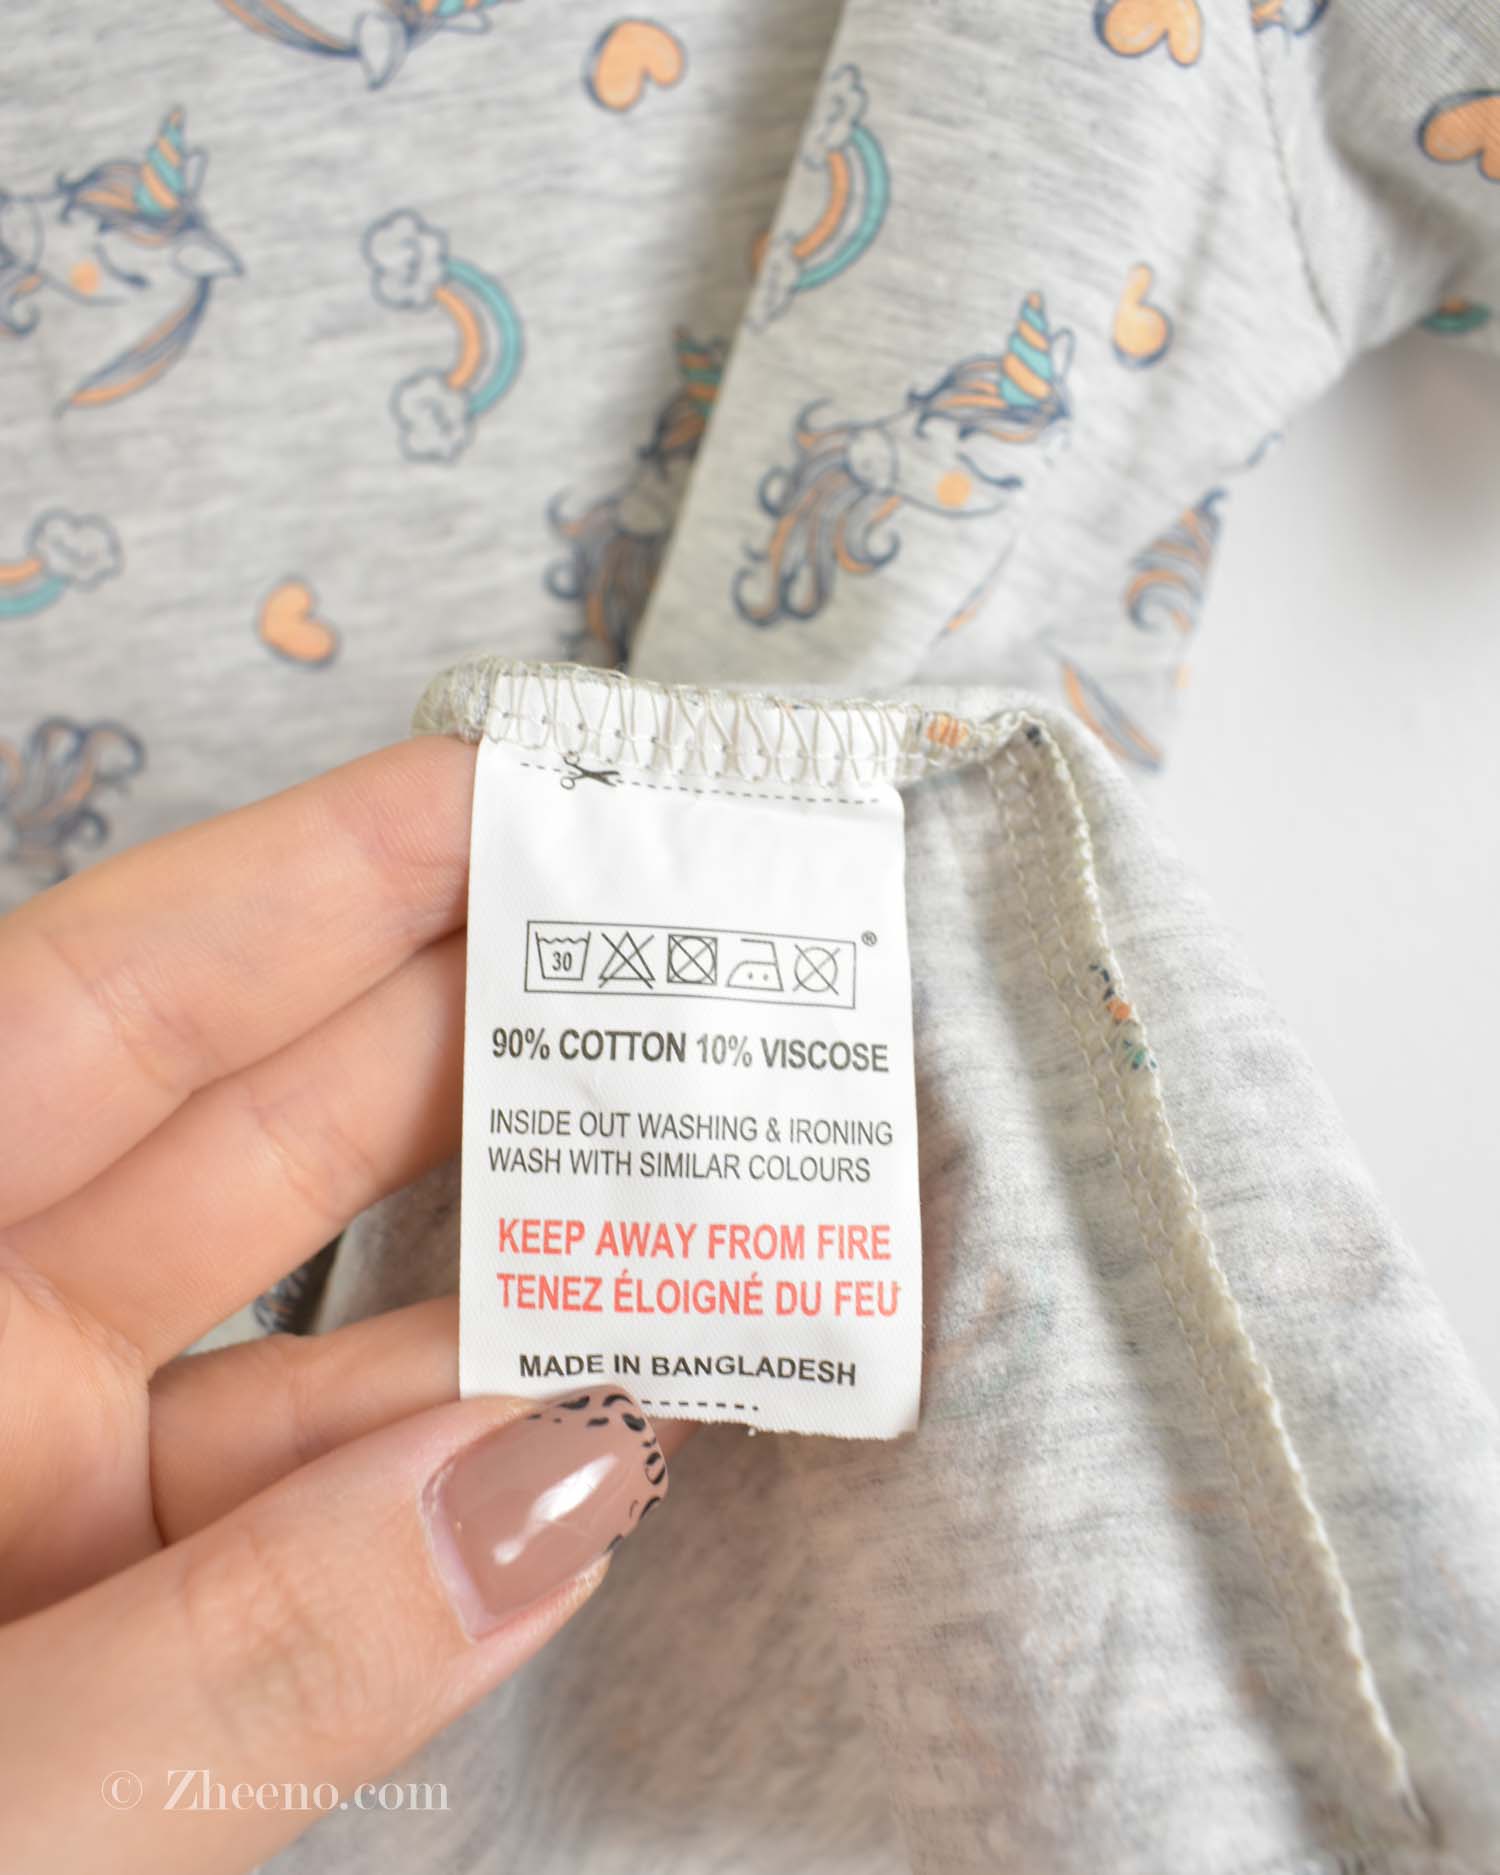 30 ®
90% COTTON 10% VISCOSE
INSIDE OUT WASHING & IRONING
WASH WITH SIMILAR COLOURS
KEEP AWAY FROM FIRE
TENEZ ÉLOIGNÉ DU FEU
MADE IN BANGLADESH
© Zheeno.com